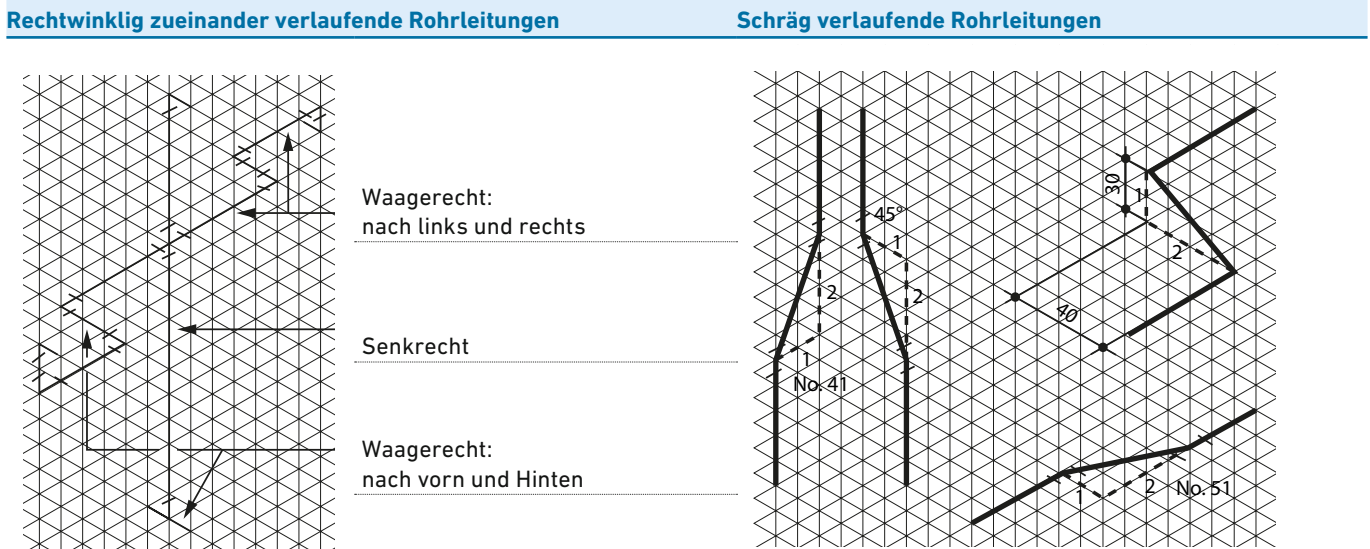 Rechtwinklig zueinander verlaufende Rohrleitungen
Schräg verlaufende Rohrleitungen
Waagerecht:
nach links und rechts
Senkrecht
Waagerecht:
nach vorn und Hinten
45°
1
2
2
1
No. 41
30
1
2
40
1
2
No. 51